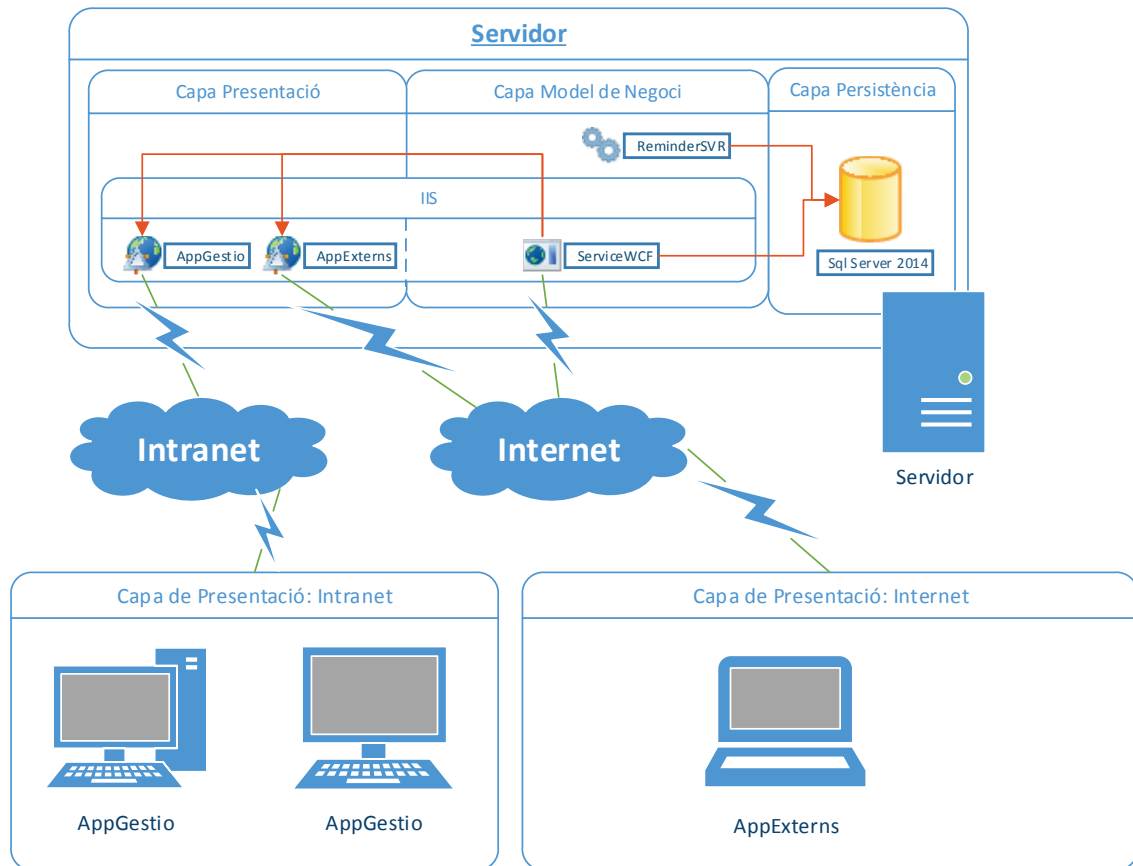 Servidor
Capa Presentació
Capa Model de Negoci
Capa Persistència
ReminderSVR
IIS
AppGestio
AppExterns
ServiceWCF
Sql Server 2014
Intranet
Internet
Servidor
Capa de Presentació: Intranet
Capa de Presentació: Internet
AppGestio
AppGestio
AppExterns